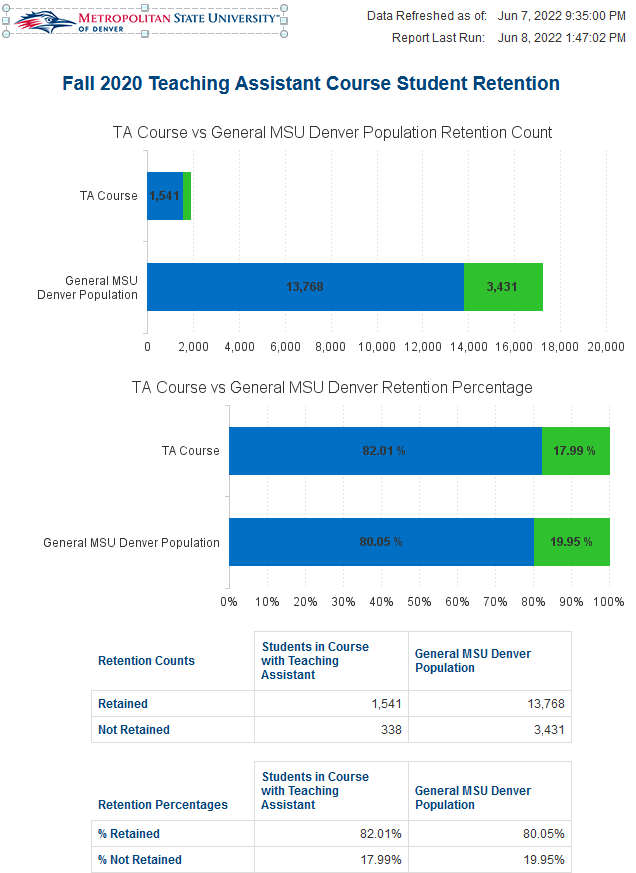 METROPOLITAN STATE UNIVERSITY™
OF DENVER
Data Refreshed as of: Jun 7, 2022 9:35:00 PM
Report Last Run: Jun 8, 2022 1:47:02 PM
Fall 2020 Teaching Assistant Course Student Retention
TA Course vs General MSU Denver Population Retention Count
TA Course
1,541
General MSU
Denver Population
13,768 3,431
0 2,000 4,000 6,000 8,000 10,000 12,000 14,000 16,000 18,000 20,000
TA Course vs General MSU Denver Retention Percentage
TA Course 82.01 % 17.99 %
General MSU Denver Population 80.05 % 19.95 %
0% 10% 20% 30% 40% 50% 60% 70% 80% 90% 100%
Retention Counts
Students in Course
with Teaching
Assistant
General MSU Denver
Population
Retained 1,541 13,768
Not Retained 338 3,431
Retention Percentages
Students in Course
with Teaching
Assistant
General MSU Denver
Population
% Retained 82.01% 80.05%
% Not Retained 17.99% 19.95%